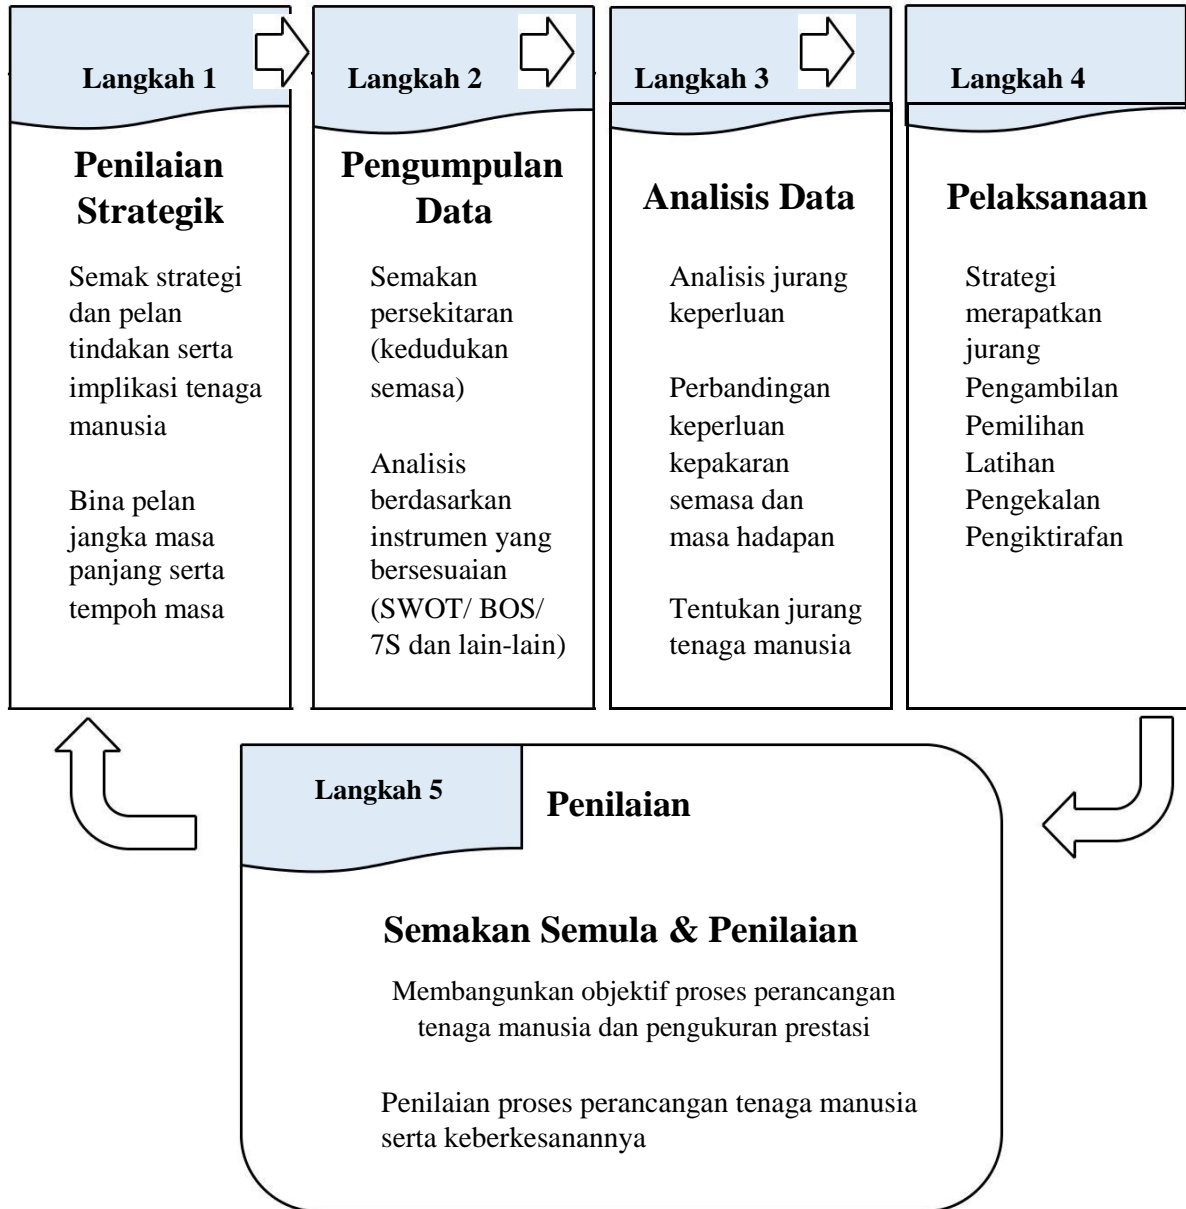 Langkah 1
Penilaian
Strategik
Semak strategi
dan pelan
tindakan serta
implikasi tenaga
manusia
Bina pelan
jangka masa
panjang serta
tempoh masa
Langkah 2
Pengumpulan
Data
Semakan
persekitaran
(kedudukan
semasa)
Analisis
berdasarkan
instrumen yang
bersesuaian
(SWOT/ BOS/
7S dan lain-lain)
Langkah 3
Analisis Data
Analisis jurang
keperluan
Perbandingan
keperluan
kepakaran
semasa dan
masa hadapan
Tentukan jurang
tenaga manusia
Langkah 4
Pelaksanaan
Strategi
merapatkan
jurang
Pengambilan
Pemilihan
Latihan
Pengekalan
Pengiktirafan
Langkah 5
Penilaian
Semakan Semula & Penilaian
Membangunkan objektif proses perancangan
tenaga manusia dan pengukuran prestasi
Penilaian proses perancangan tenaga manusia
serta keberkesanannya